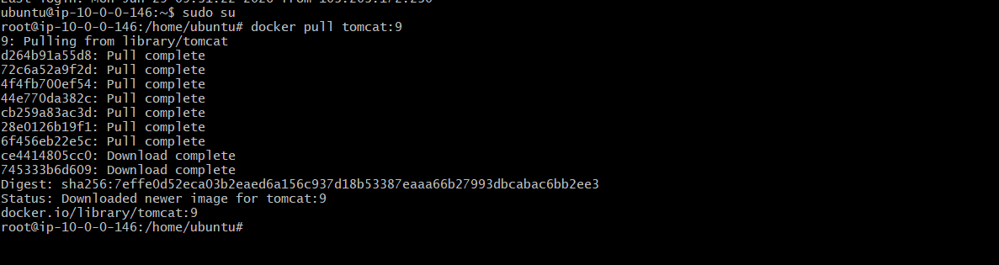 ubuntu@ip-10-0-0-146:~$ sudo su
root@ip-10-0-0-146:/home/ubuntu# docker pull tomcat:9
9: Pulling from library/tomcat
d264b91a55d8: Pull complete
72c6a52a9f2d: Pull complete
4f4fb700ef54: Pull complete
44e770da382c: Pull complete
cb259a83ac3d: Pull complete
28e0126b19f1: Pull complete
6f456eb22e5c: Pull complete
ce4414805cc0: Download complete
745333b6d609: Download complete
Digest: sha256:7effe0d52eca03b2eaed6a156c937d18b53387eaaa66b27993dbcabac6bb2ee3
Status: Downloaded newer image for tomcat:9
docker.io/library/tomcat:9
root@ip-10-0-0-146:/home/ubuntu#